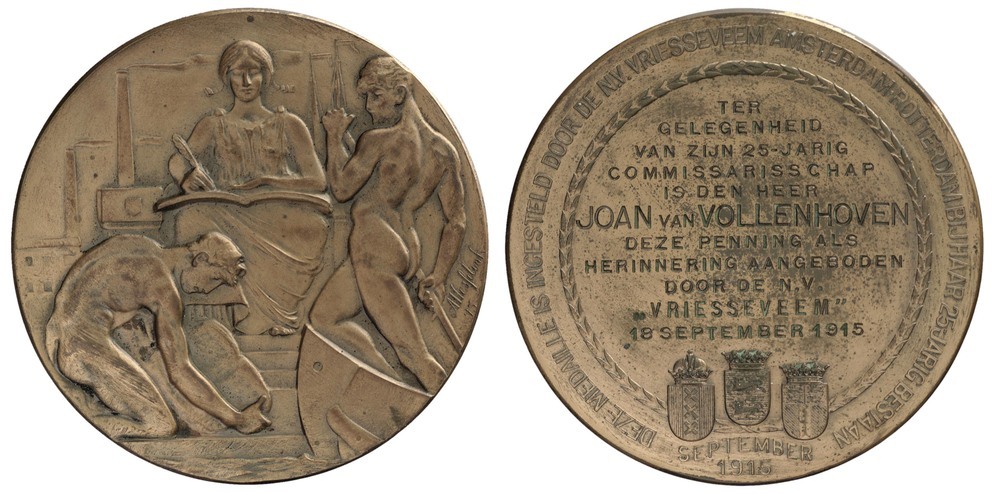 15
TER
GELEGENHEID
VAN ZIJN 25-JARIG
COMMISSARISSCHAP
IS DEN HEER
JOAN VAN VOLLENHOVEN
DEZE PENNING ALS
HERINNERING AANGEBODEN
DOOR DE N.V.
"VRIESSEVEEM"
18 SEPTEMBER 1915
DEZE MEDAILLE IS INGESTELD DOOR DE N.V. VRIESSEVEEM AMSTERDAM-ROTTERDAM BIJ HAAR 25-JARIG BESTAAN
SEPTEMBER
1915